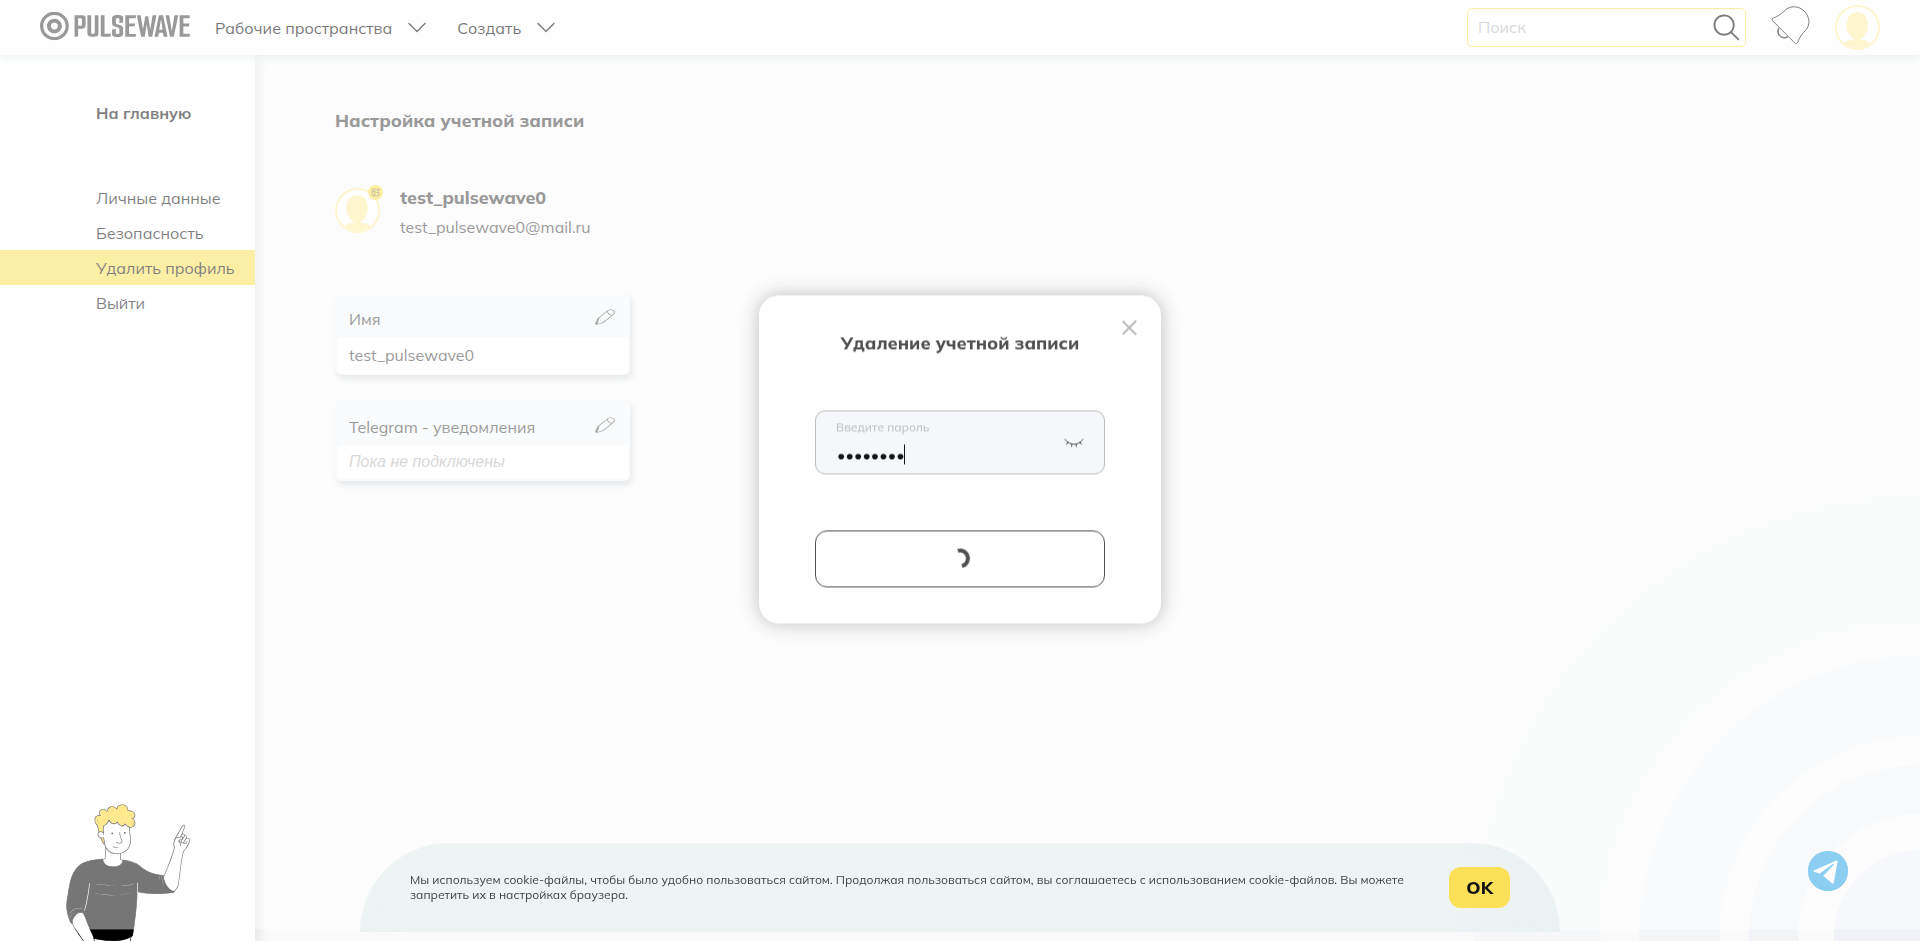 PULSEWAVE
Рабочие пространства
Создать
Поиск
На главную
Личные данные
Безопасность
Удалить профиль
Выйти
Настройка учетной записи
test_pulsewave0
test_pulsewave0@mail.ru
Имя
test_pulsewave0
Telegram - уведомления
Пока не подключены
Удаление учетной записи
Введите пароль
Мы используем cookie-файлы, чтобы было удобно пользоваться сайтом. Продолжая пользоваться сайтом, вы соглашаетесь с использованием cookie-файлов. Вы можете
запретить их в настройках браузера.
OK